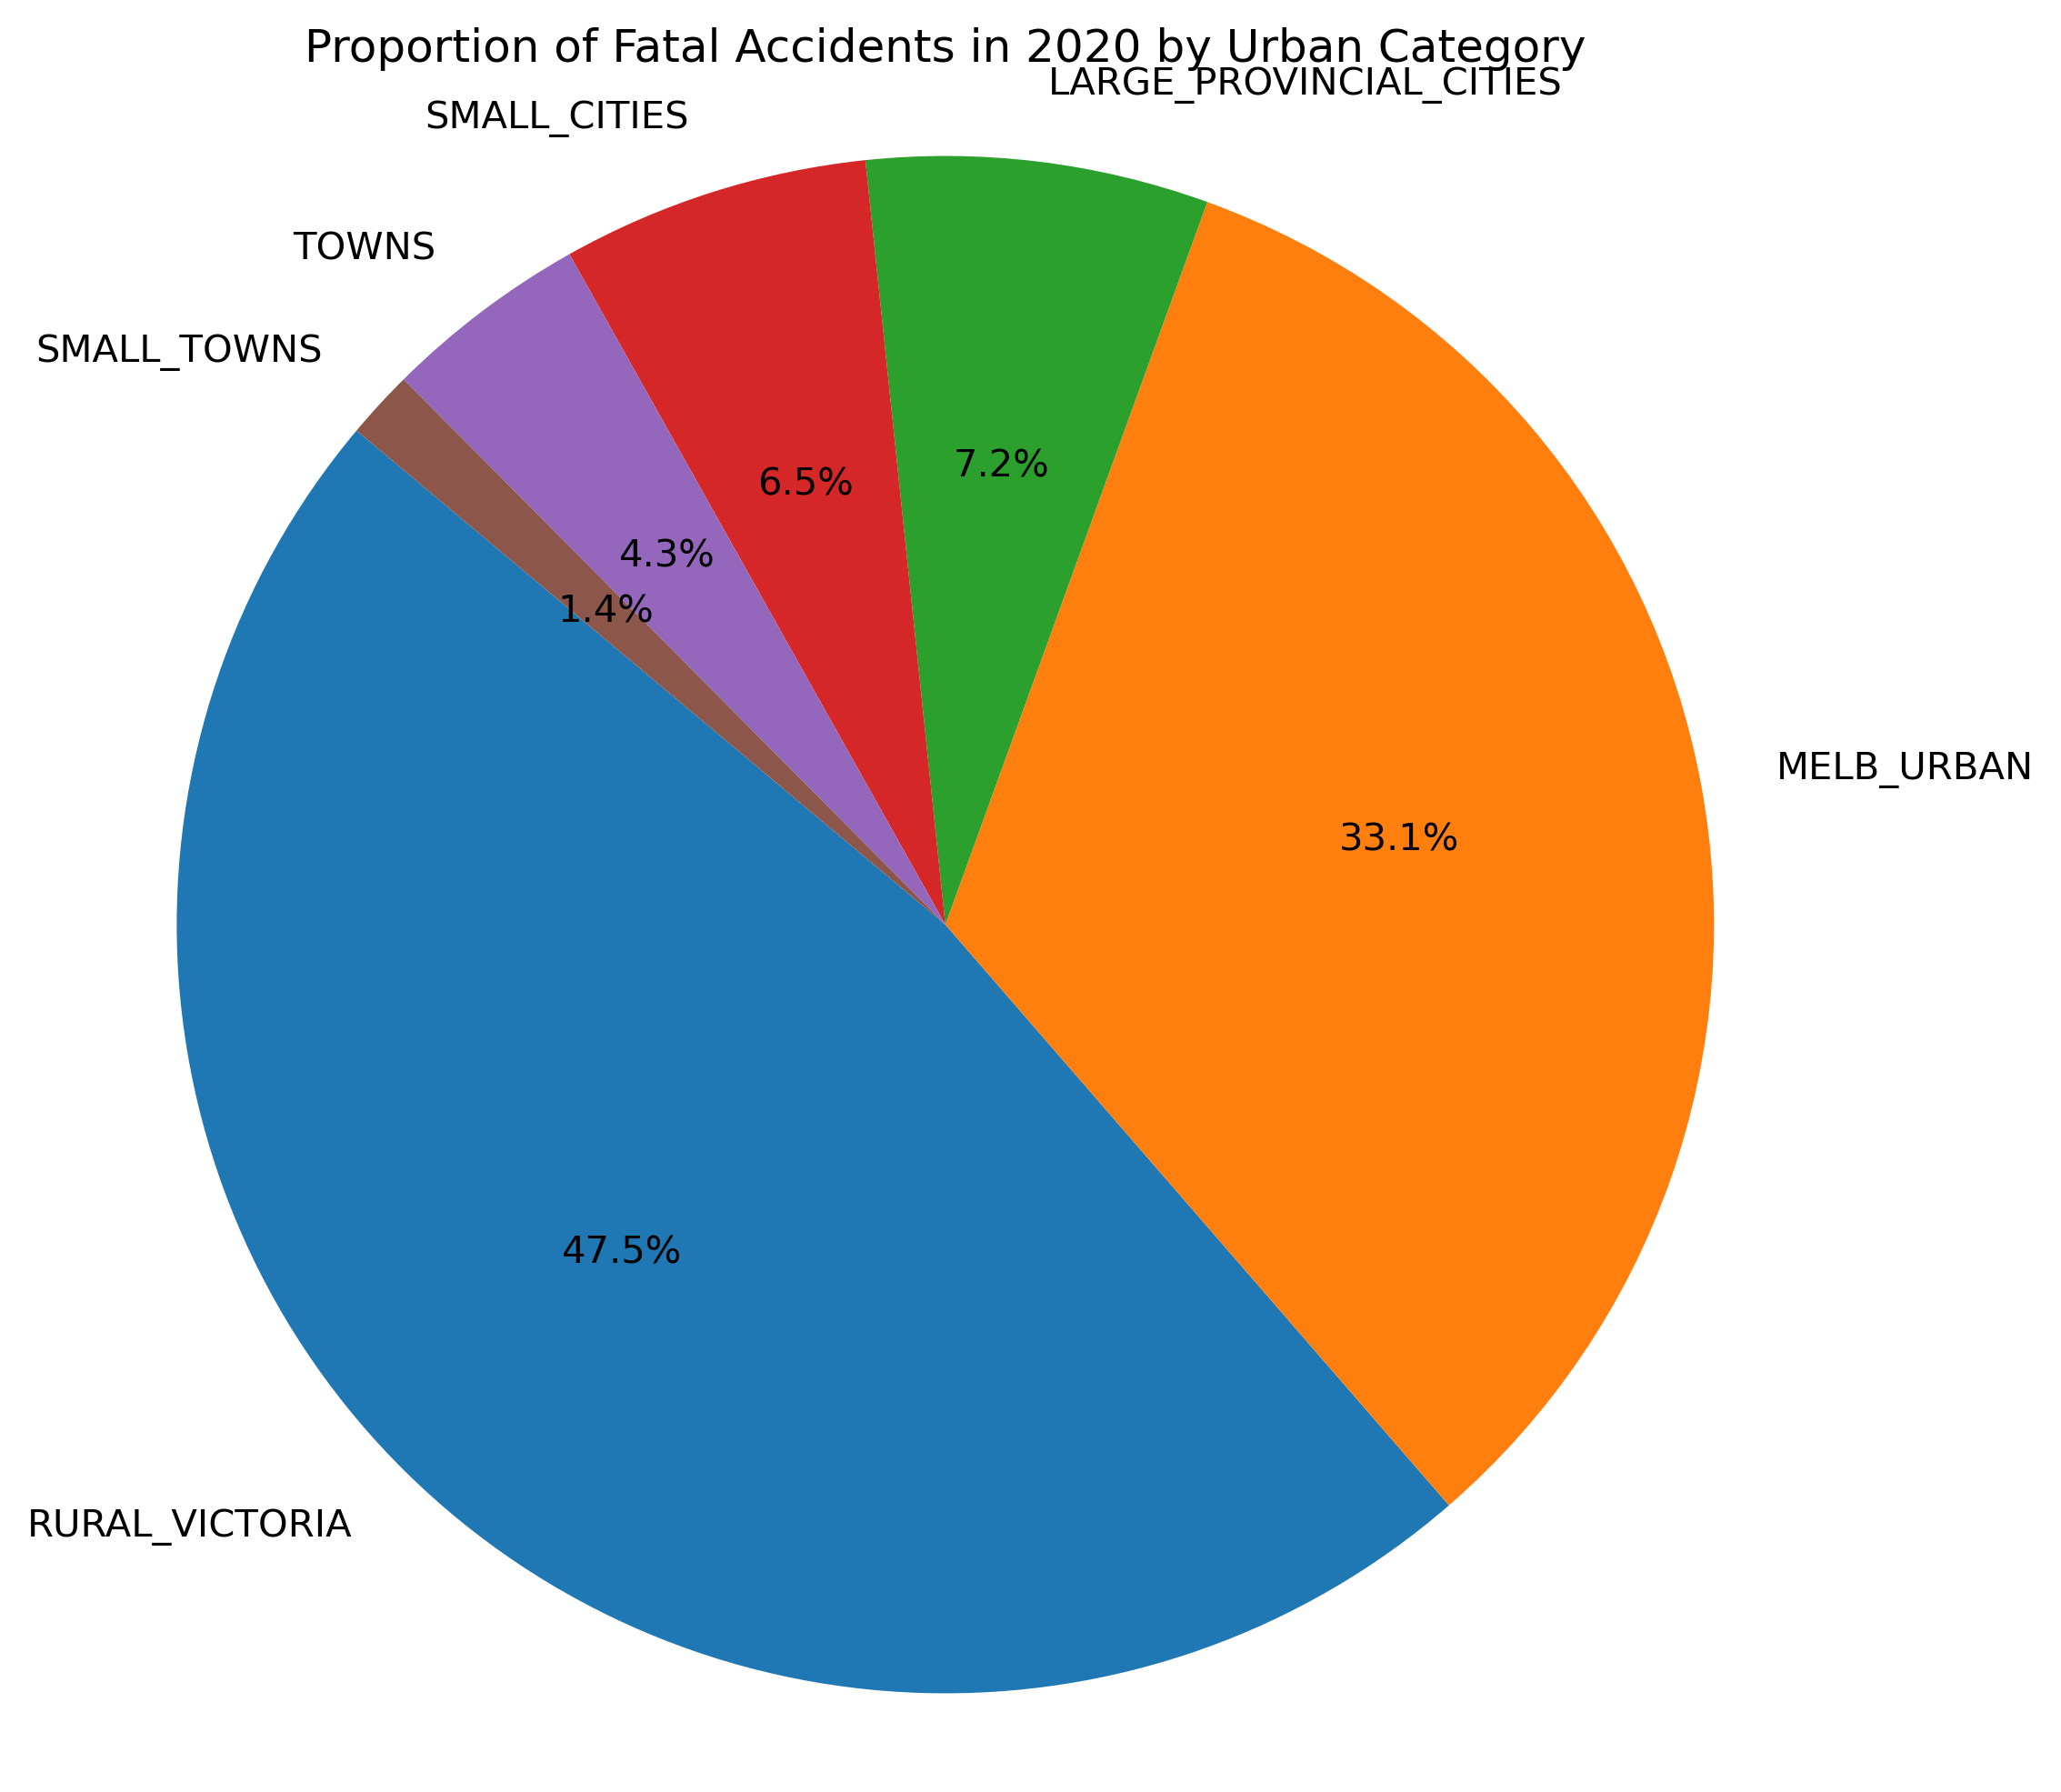 Proportion of Fatal Accidents in 2020 by Urban Category
LARGE_PROVINCIAL_CITIES
SMALL_CITIES
TOWNS
SMALL_TOWNS
7.2%
6.5%
4.3%
1.4%
MELB_URBAN
33.1%
47.5%
RURAL_VICTORIA